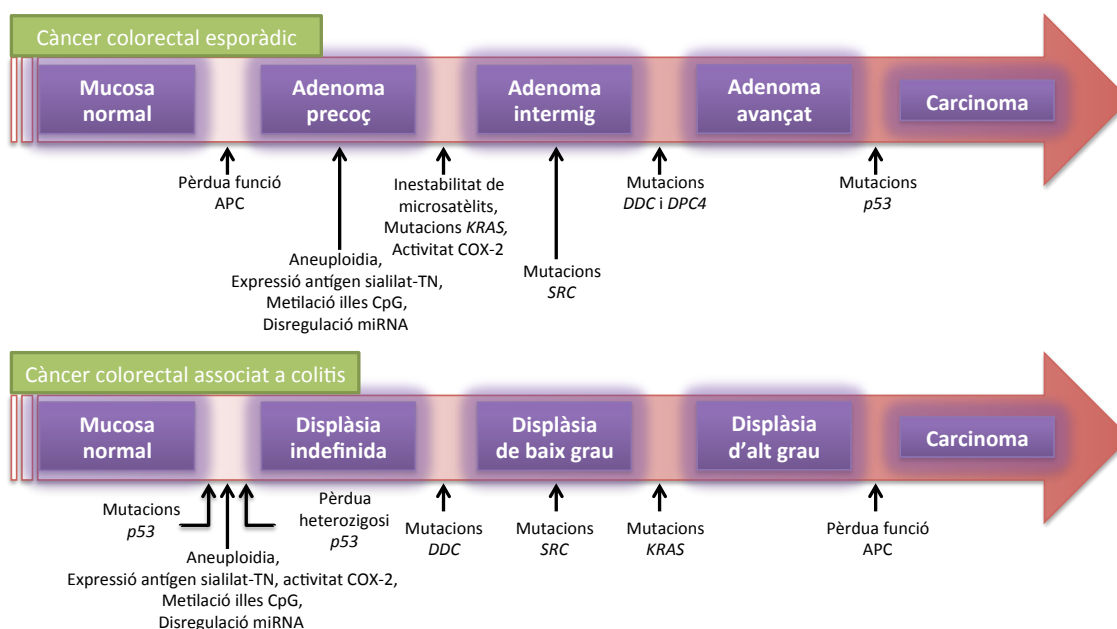 Càncer colorectal esporàdic
Mucosa
normal
Adenoma
precoç
Adenoma
intermig
Adenoma
avançat
Carcinoma
Pèrdua funció
APC
Aneuploidia,
Expressió antígen sialilat-TN,
Metilació illes CpG,
Disregulació miRNA
Inestabilitat de
microsatèlits,
Mutacions KRAS,
Activitat COX-2
Mutacions
SRC
Mutacions
DDC i DPC4
Mutacions
p53
Càncer colorectal associat a colitis
Mucosa
normal
Displàsia
indefinida
Displàsia
de baix grau
Displàsia
d'alt grau
Carcinoma
Mutacions
p53
Aneuploidia,
Expressió antígen sialilat-TN, activitat COX-2,
Metilació illes CpG,
Disregulació miRNA
Pèrdua
heterozigosi
p53
Mutacions
DDC
Mutacions
SRC
Mutacions
KRAS
Pèrdua funció
APC